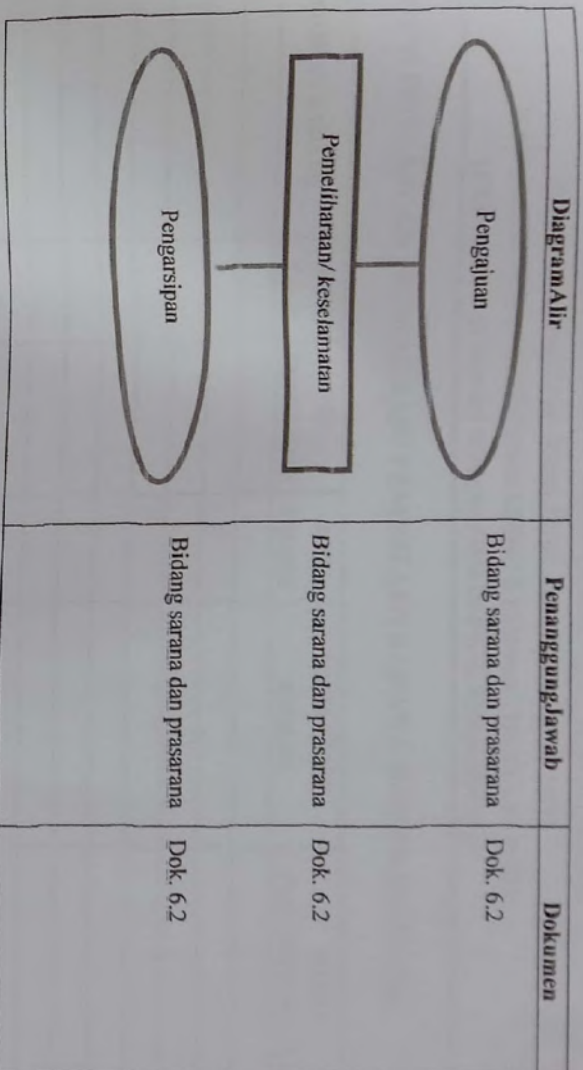 DiagramAlir PenanggungJawab Dokumen
Pengajuan Bidang sarana dan prasarana Dok. 6.2
Pemeliharaan/ keselamatan Bidang sarana dan prasarana Dok. 6.2
Pengarsipan Bidang sarana dan prasarana Dok. 6.2